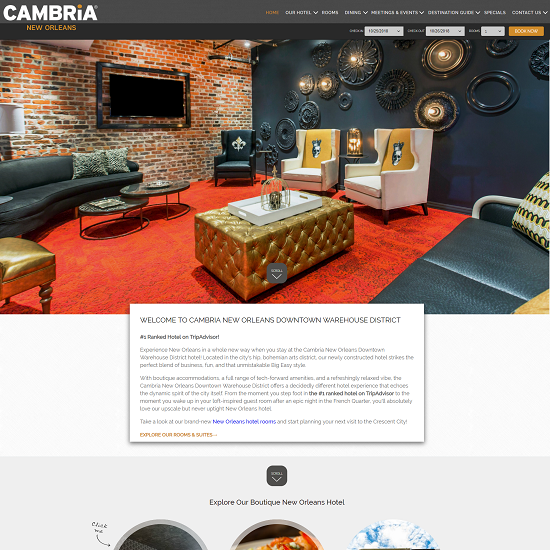 CAMBRiA
NEW ORLEANS
HOME OUR HOTEL ROOMS DINING MEETINGS & EVENTS DESTINATION GUIDE SPECIALS CONTACT US
CHECK IN 10/25/2018 CHECK OUT 10/26/2018 ROOMS 1 BOOK NOW
SCROLL
WELCOME TO CAMBRIA NEW ORLEANS DOWNTOWN WAREHOUSE DISTRICT
#1 Ranked Hotel on TripAdvisor!
Experience New Orleans in a whole new way when you stay at the Cambria New Orleans Downtown
Warehouse District hotel! Located in the city's hip, bohemian arts district, our newly constructed hotel strikes the
perfect blend of business, fun, and that unmistakable Big Easy style.
With boutique accommodations, a full range of tech-forward amenities, and a refreshingly relaxed vibe, the
Cambria New Orleans Downtown Warehouse District offers a decidedly different hotel experience that echoes
the dynamic spirit of the city itself. From the moment you step foot in the #1 ranked hotel on TripAdvisor to the
moment you wake up in your loft-inspired guest room after an epic night in the French Quarter, you'll absolutely
love our upscale but never uptight New Orleans hotel.
Take a look at our brand-new New Orleans hotel rooms and start planning your next visit to the Crescent City!
EXPLORE OUR ROOMS & SUITES
SCROLL
Explore Our Boutique New Orleans Hotel
Click
me